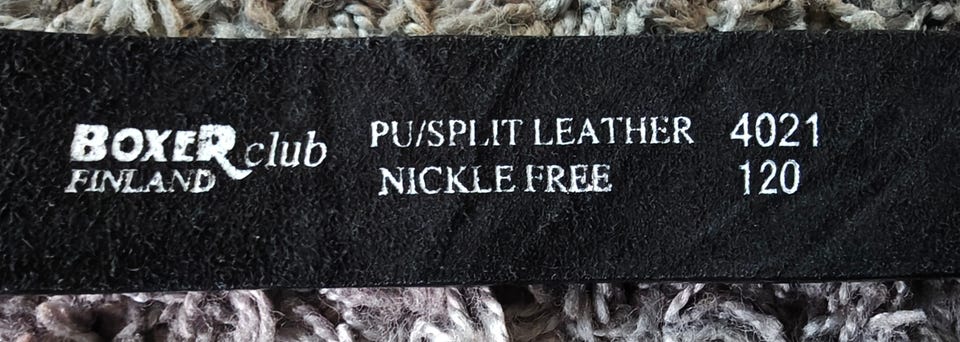 BOXER club PU/SPLIT LEATHER 4021
FINLAND NICKLE FREE 120